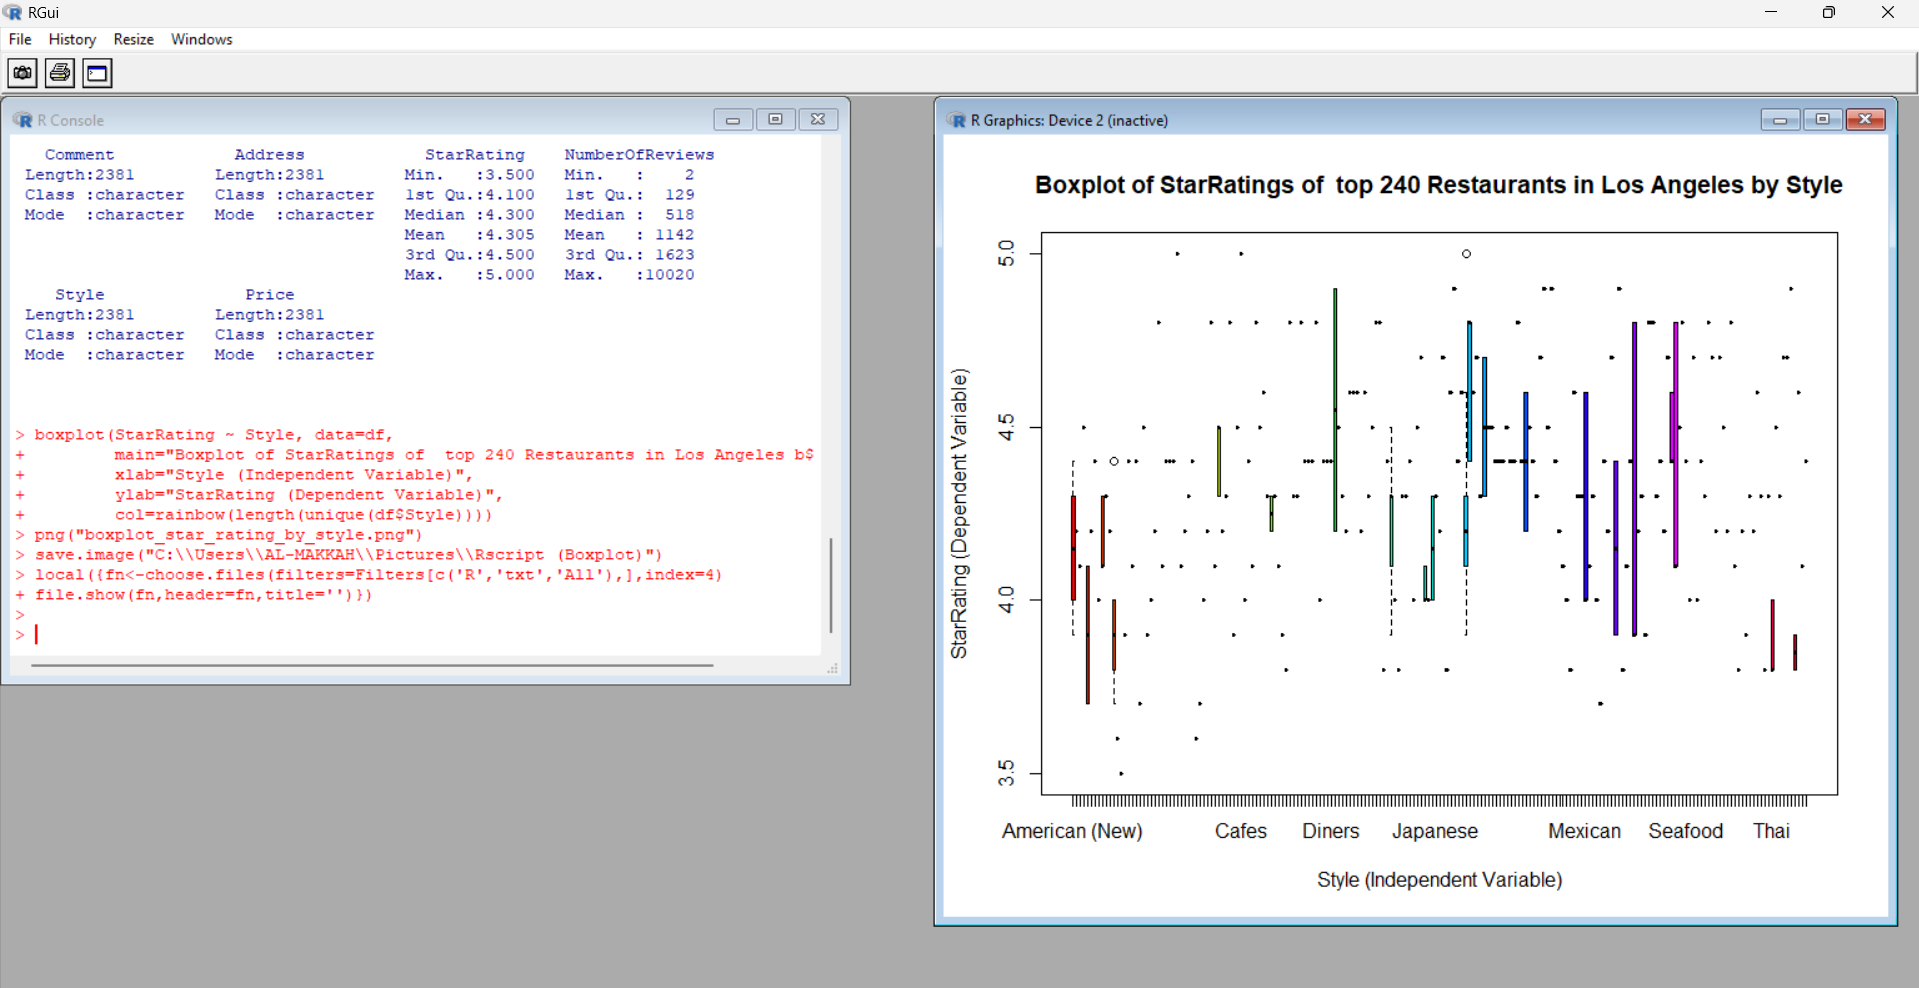 RGui
File History Resize Windows
R Console
Comment Address StarRating NumberOfReviews
Length:2381 Length:2381 Min. :3.500 Min. : 2
Class :character Class :character 1st Qu.:4.100 1st Qu.: 129
Mode :character Mode :character Median :4.300 Median : 518
Mean :4.305 Mean : 1142
3rd Qu.:4.500 3rd Qu.: 1623
Max. :5.000 Max. :10020
Style Price
Length:2381 Length:2381
Class :character Class :character
Mode :character Mode :character
> boxplot(StarRating ~ Style, data=df,
+ main="Boxplot of StarRatings of  top 240 Restaurants in Los Angeles b$
+ xlab="Style (Independent Variable)",
+ ylab="StarRating (Dependent Variable)",
+ col=rainbow(length(unique(df$Style))))
> png("boxplot_star_rating_by_style.png")
> save.image("C:\\Users\\AL-MAKKAH\\Pictures\\Rscript (Boxplot)")
> local({fn<-choose.files(filters=Filters[c('R','txt','All'),],index=4)
+ file.show(fn,header=fn,title='')})
>
>
R Graphics: Device 2 (inactive)
Boxplot of StarRatings of  top 240 Restaurants in Los Angeles by Style
StarRating (Dependent Variable)
5.0
4.5
4.0
3.5
American (New) Cafes Diners Japanese Mexican Seafood Thai
Style (Independent Variable)